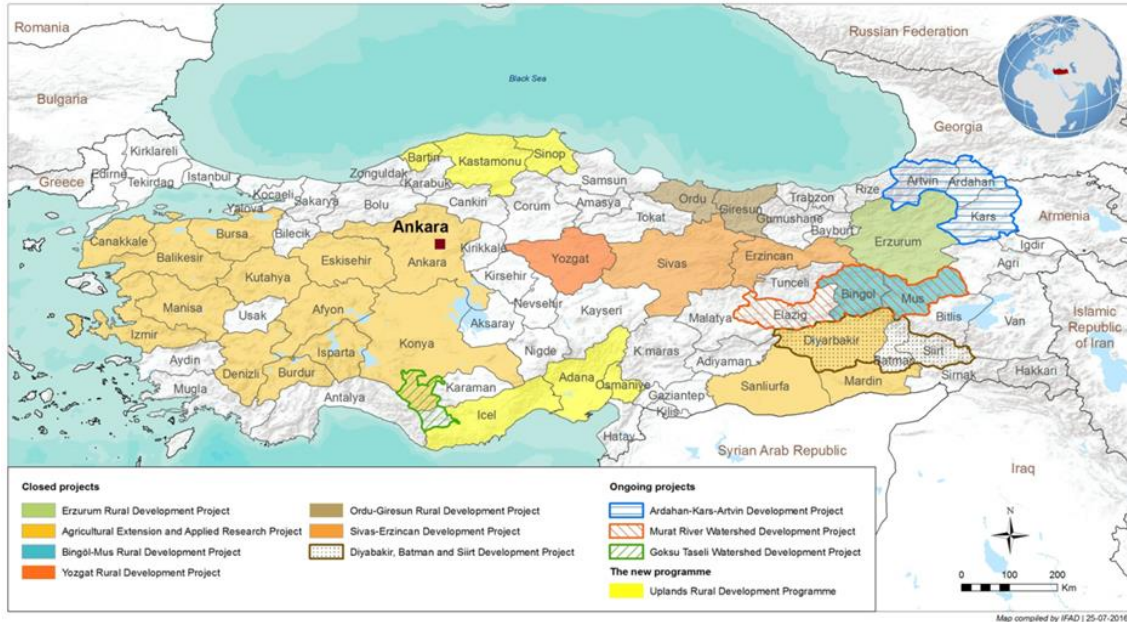 Romania
Russian Federation
Black Sea
Bulgaria
Georgia
Kirklareli
Edirne
Tekirdag
Istanbul
Greece
Kocaeli
Yalova
Sakarya
Zonguldak
Bartin
Karabuk
Kastamonu
Sinop
Samsun
Bolu
Cankiri
Corum
Amasya
Tokat
Ordu
Giresun
Trabzon
Gumushane
Bayburt
Rize
Artvin
Ardahan
Kars
Armenia
Canakkale
Bursa
Bilecik
Balikesir
Eskisehir
Ankara
Ankara
Kirikkale
Yozgat
Sivas
Erzincan
Erzurum
Igdir
Agri
Kutahya
Kirsehir
Tunceli
Bingol
Mus
Manisa
Usak
Afyon
Nevsehir
Kayseri
Malatya
Elazig
Bitlis
Van
Islamic
Republic
of Iran
Izmir
Aksaray
Konya
Nigde
K.maras
Adiyaman
Diyarbakir
Batman
Siirt
Sirnak
Hakkari
Aydin
Denizli
Isparta
Burdur
Mugla
Antalya
Karaman
Icel
Adana
Osmaniye
Gaziantep
Kilis
Hatay
Sanliurfa
Mardin
Syrian Arab Republic
Iraq
Closed projects
Erzurum Rural Development Project
Agricultural Extension and Applied Research Project
Bingöl-Mus Rural Development Project
Yozgat Rural Development Project
Ordu-Giresun Rural Development Project
Sivas-Erzincan Development Project
Diyabakir, Batman and Siirt Development Project
Ongoing projects
Ardahan-Kars-Artvin Development Project
Murat River Watershed Development Project
Goksu Taseli Watershed Development Project
The new programme
Uplands Rural Development Programme
N
0 50 100 200
Km
Map compiled by IFAD | 25-07-2016